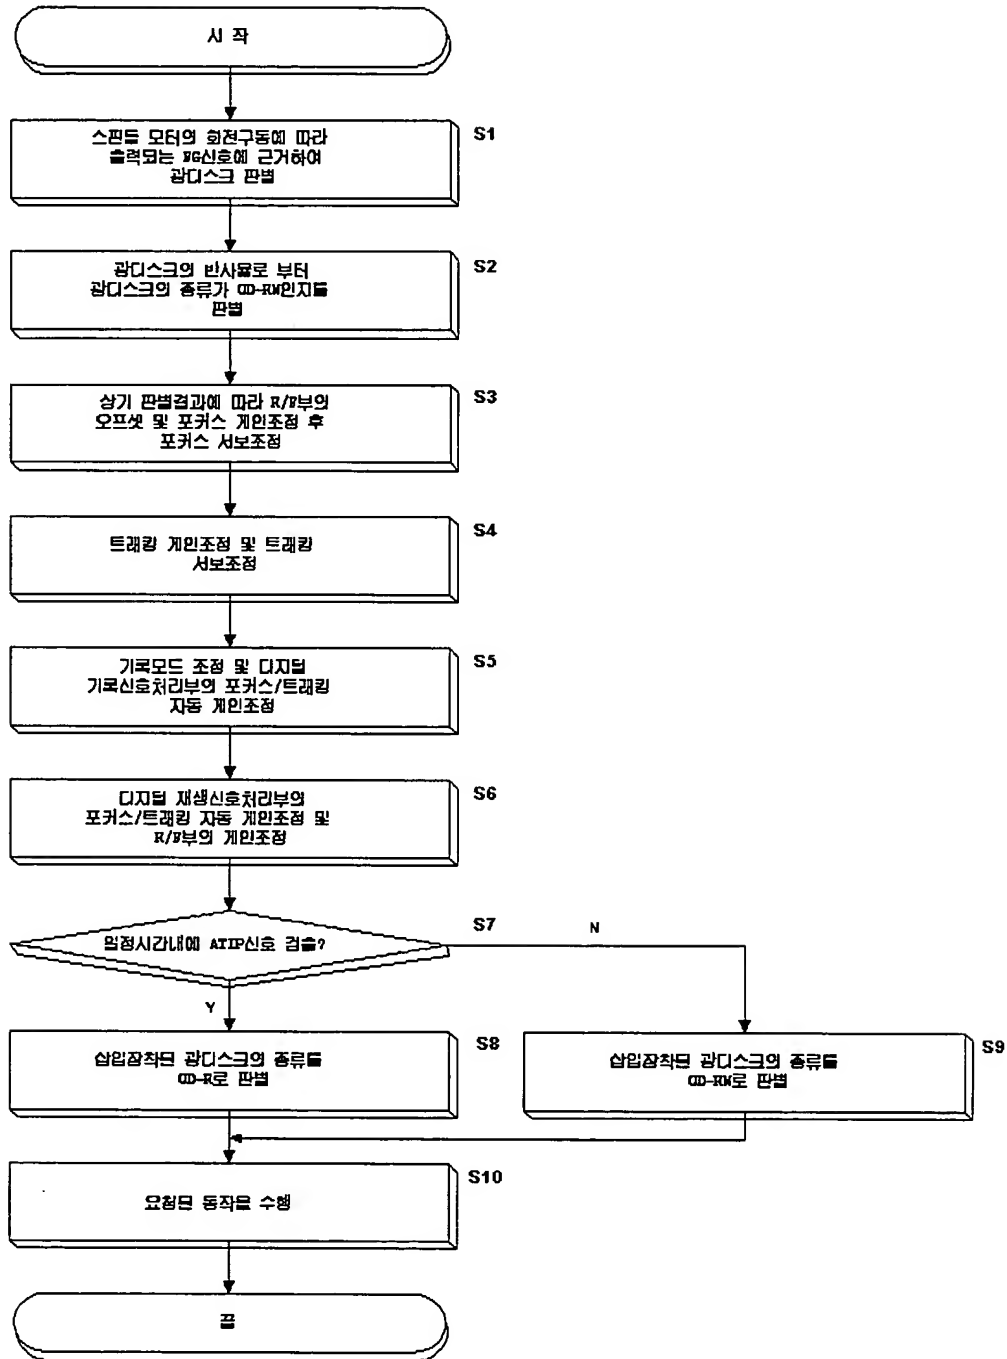 시 작
스핀들 모터의 회전구동에 따라
출력되는 FG신호에 근거하여
광디스크 판별
S1
광디스크의 반사율로 부터
광디스크의 종류가 CD-RW인지를
판별
S2
상기 판별결과에 따라 R/F부의
오프셋 및 포커스 게인조정 후
포커스 서보조정
S3
트래킹 게인조정 및 트래킹
서보조정
S4
기록모드 조정 및 디지털
기록신호처리부의 포커스/트래킹
자동 게인조정
S5
디지털 재생신호처리부의
포커스/트래킹 자동 게인조정 및
R/F부의 게인조정
S6
일정시간내에 ATIP신호 검출?
S7
N
Y
삽입장착된 광디스크의 종류를
CD-R로 판별
S8
삽입장착된 광디스크의 종류를
CD-RW로 판별
S9
요청된 동작을 수행
S10
끝